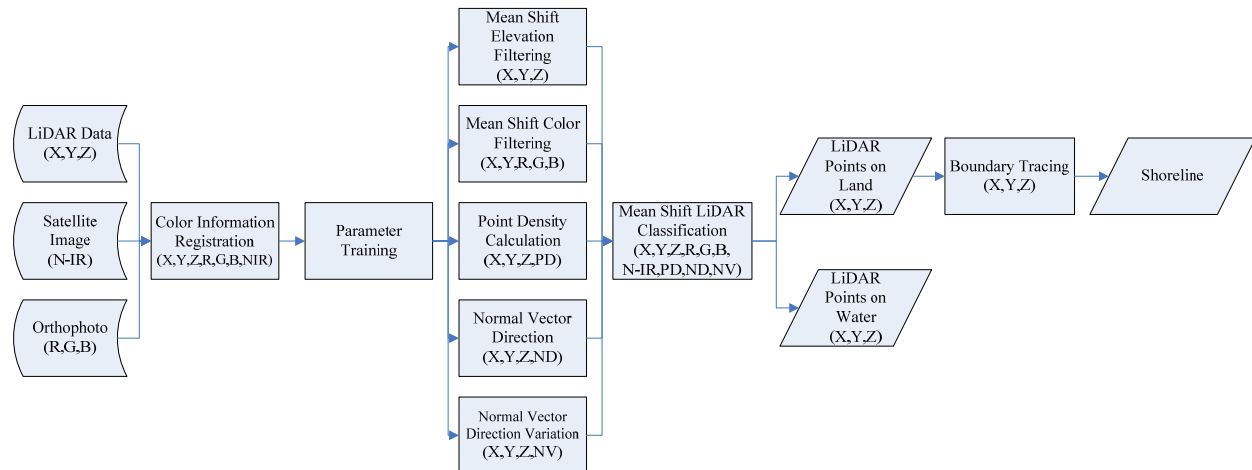 LiDAR Data
(X,Y,Z)
Satellite
Image
(N-IR)
Orthophoto
(R,G,B)
Color Information
Registration
(X,Y,Z,R,G,B,NIR)
Parameter
Training
Mean Shift
Elevation
Filtering
(X,Y,Z)
Mean Shift Color
Filtering
(X,Y,R,G,B)
Point Density
Calculation
(X,Y,Z,PD)
Normal Vector
Direction
(X,Y,Z,ND)
Normal Vector
Direction Variation
(X,Y,Z,NV)
Mean Shift LiDAR
Classification
(X,Y,Z,R,G,B,
N-IR,PD,ND,NV)
LiDAR
Points on
Land
(X,Y,Z)
LiDAR
Points on
Water
(X,Y,Z)
Boundary Tracing
(X,Y,Z)
Shoreline